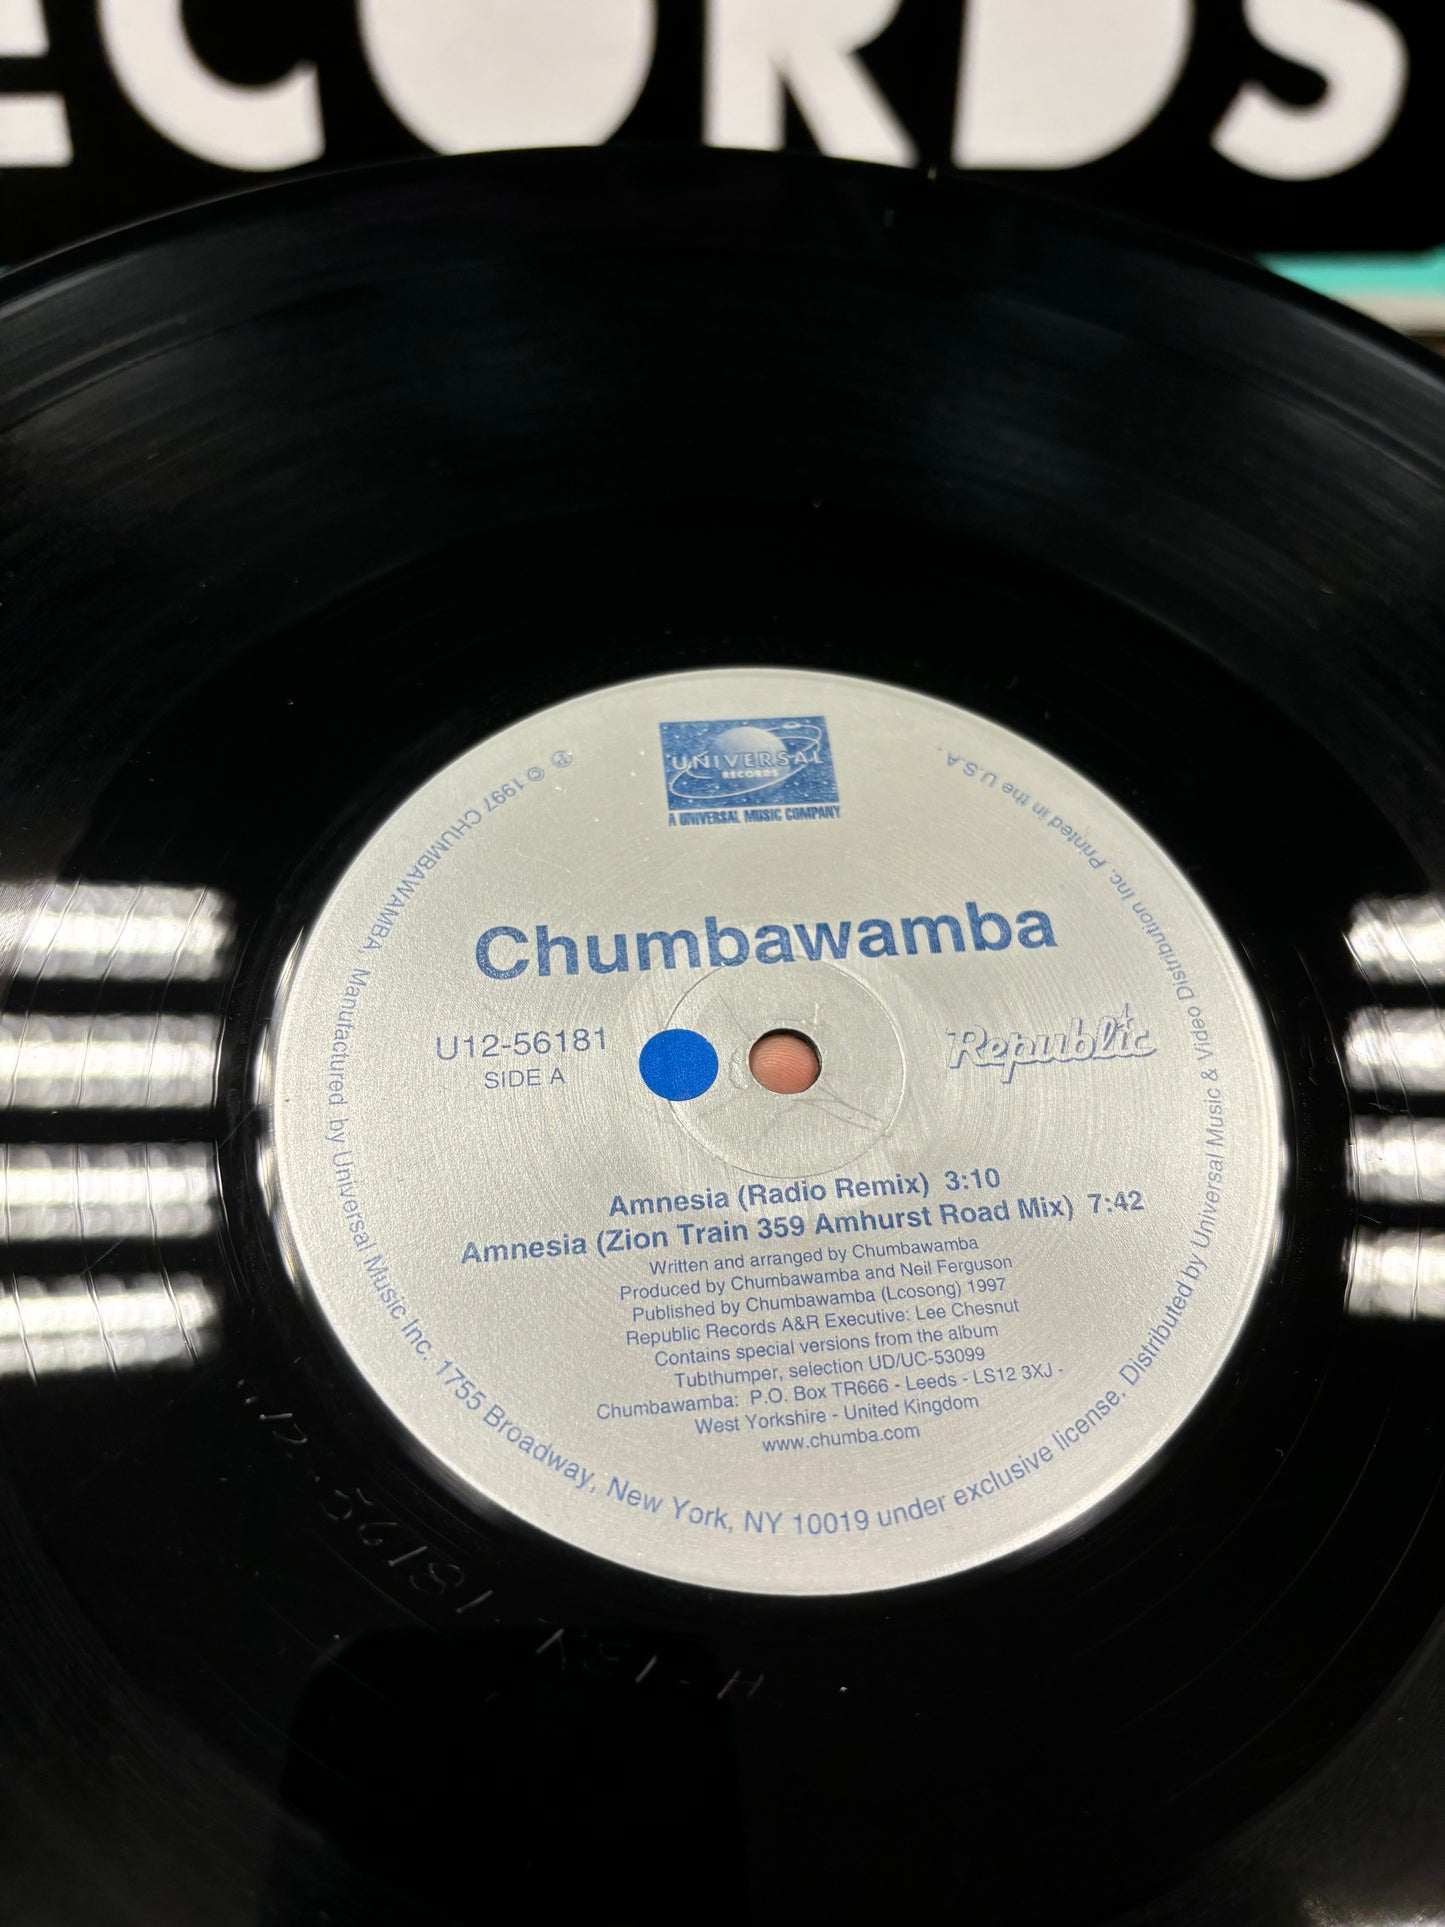 ECORDS
UNIVERSAL
RECORDS
A UNIVERSAL MUSIC COMPANY
Chumbawamba
U12-56181
SIDE A
Republic
Amnesia (Radio Remix) 3:10
Amnesia (Zion Train 359 Amhurst Road Mix) 7:42
Written and arranged by Chumbawamba
Produced by Chumbawamba and Neil Ferguson
Published by Chumbawamba (Lcosong) 1997
Republic Records A&R Executive: Lee Chesnut
Contains special versions from the album
Tubthumper, selection UD/UC-53099
Chumbawamba: P.O. Box TR666 - Leeds - LS12 3XJ -
West Yorkshire - United Kingdom
www.chumba.com
℗ © 1997 CHUMBAWAMBA. Manufactured by Universal Music Inc. 1755 Broadway, New York, NY 10019 under exclusive license. Distributed by Universal Music & Video Distribution Inc. Printed in the U.S.A.